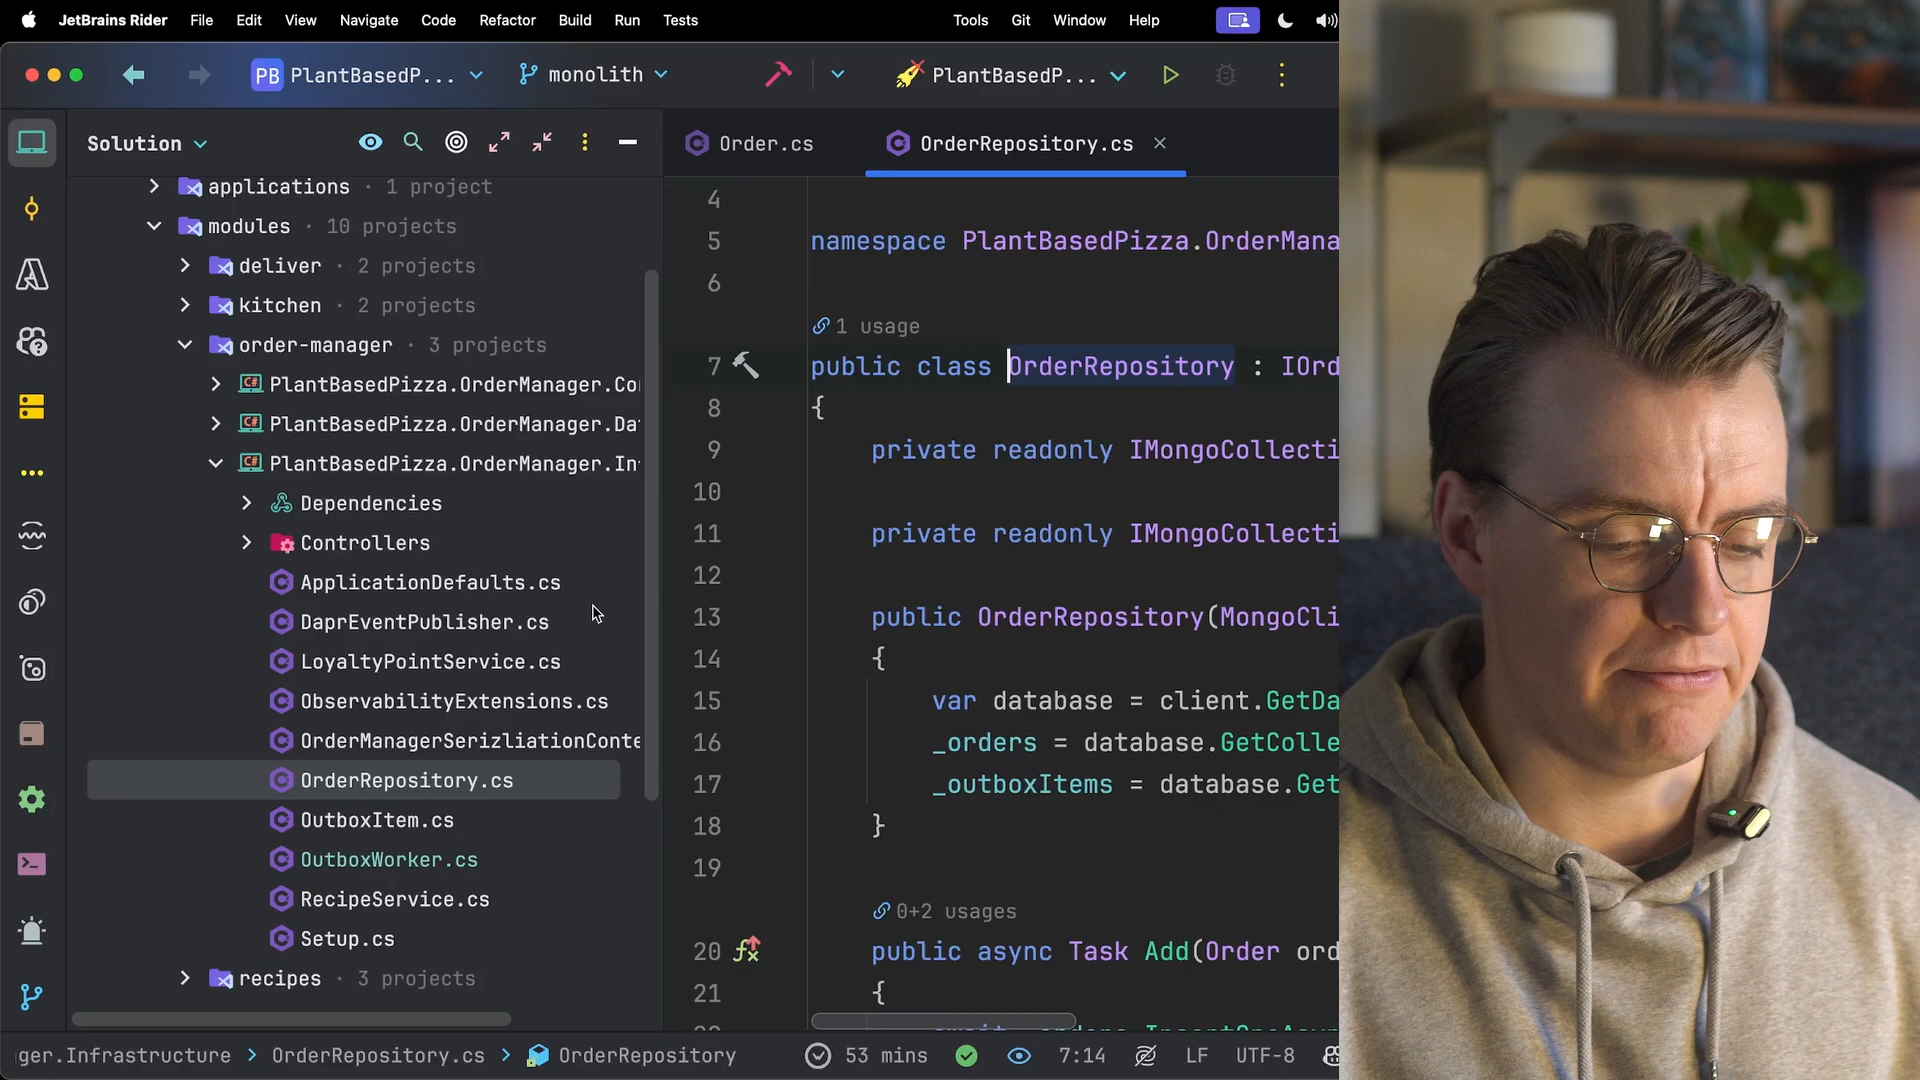 JetBrains Rider File Edit View Navigate Code Refactor Build Run Tests Tools Git Window Help
PB PlantBasedP... monolith PlantBasedP...
Solution
applications · 1 project
modules · 10 projects
deliver · 2 projects
kitchen · 2 projects
order-manager · 3 projects
C# PlantBasedPizza.OrderManager.Co
C# PlantBasedPizza.OrderManager.Da
C# PlantBasedPizza.OrderManager.In
Dependencies
Controllers
ApplicationDefaults.cs
DaprEventPublisher.cs
LoyaltyPointService.cs
ObservabilityExtensions.cs
OrderManagerSerizliationConte
OrderRepository.cs
OutboxItem.cs
OutboxWorker.cs
RecipeService.cs
Setup.cs
recipes · 3 projects
Order.cs OrderRepository.cs
4
5 namespace PlantBasedPizza.OrderMana
6
1 usage
7 public class OrderRepository : IOrd
8 {
9 private readonly IMongoCollecti
10
11 private readonly IMongoCollecti
12
13 public OrderRepository(MongoCli
14 {
15 var database = client.GetDa
16 _orders = database.GetColle
17 _outboxItems = database.Get
18 }
19
0+2 usages
20 public async Task Add(Order ord
21 {
ger.Infrastructure > OrderRepository.cs > OrderRepository 53 mins 7:14 LF UTF-8